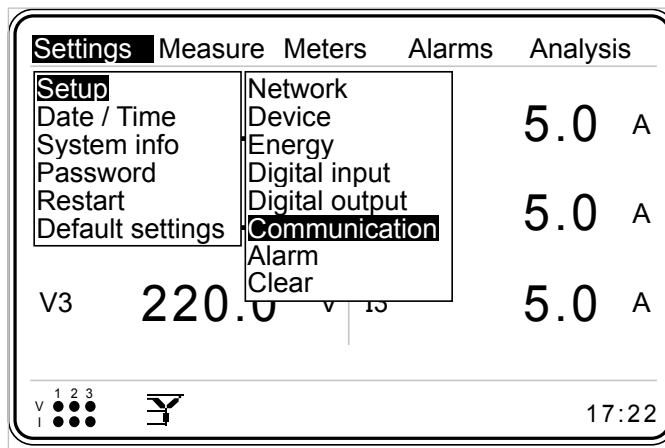 Settings Measure Meters Alarms Analysis
Setup
Date / Time
System info
Password
Restart
Default settings
Network
Device
Energy
Digital input
Digital output
Communication
Alarm
Clear
5.0 A
5.0 A
V3 220.0 V I3 5.0 A
1 2 3
V
I
17:22